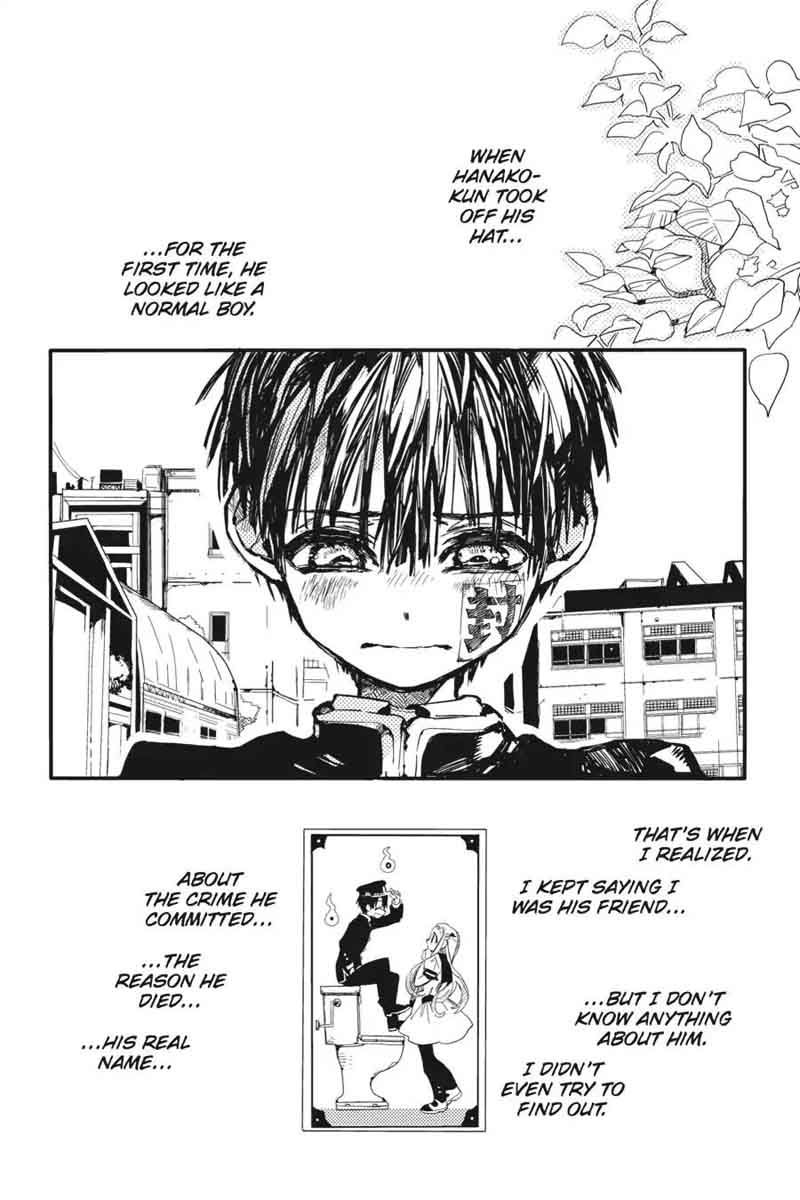 WHEN
HANAKO-
KUN TOOK
OFF HIS
HAT...
...FOR THE
FIRST TIME, HE
LOOKED LIKE A
NORMAL BOY.
封
THAT'S WHEN
I REALIZED.
I KEPT SAYING I
WAS HIS FRIEND...
...BUT I DON'T
KNOW ANYTHING
ABOUT HIM.
I DIDN'T
EVEN TRY TO
FIND OUT.
ABOUT
THE CRIME HE
COMMITTED...
...THE
REASON HE
DIED...
...HIS REAL
NAME...